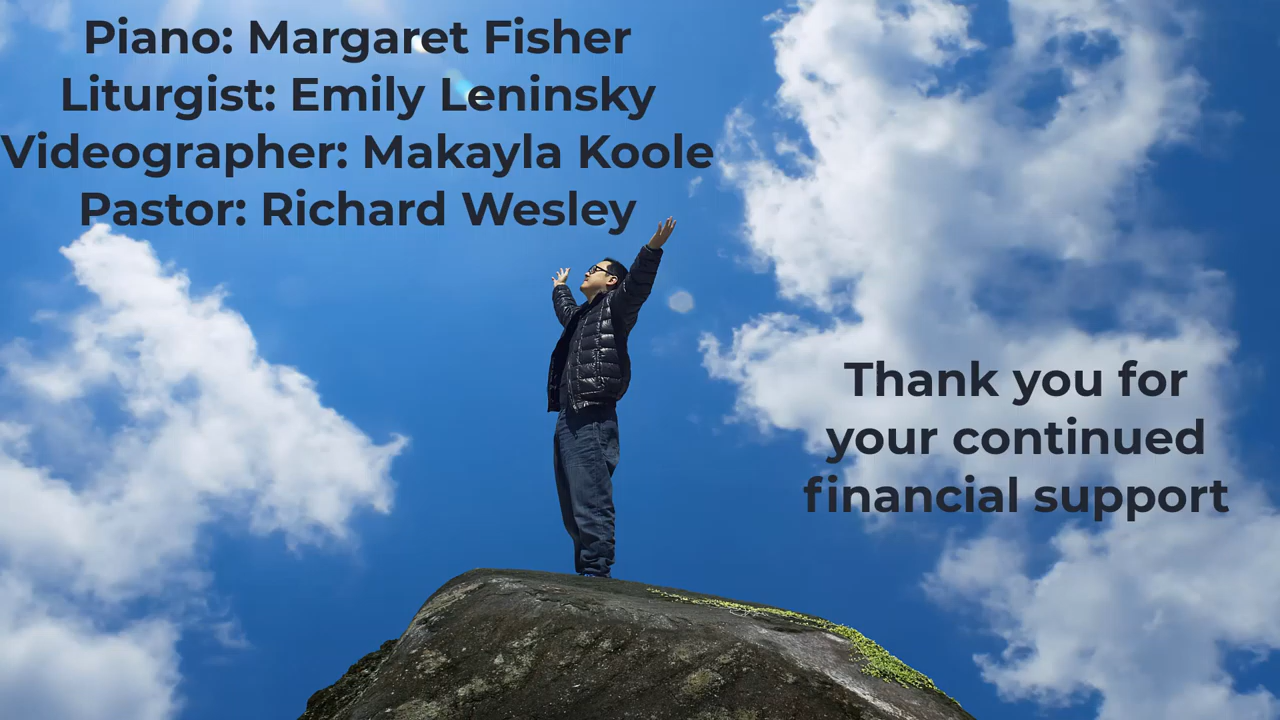 Piano: Margaret Fisher
Liturgist: Emily Leninsky
Videographer: Makayla Koole
Pastor: Richard Wesley
Thank you for
your continued
financial support